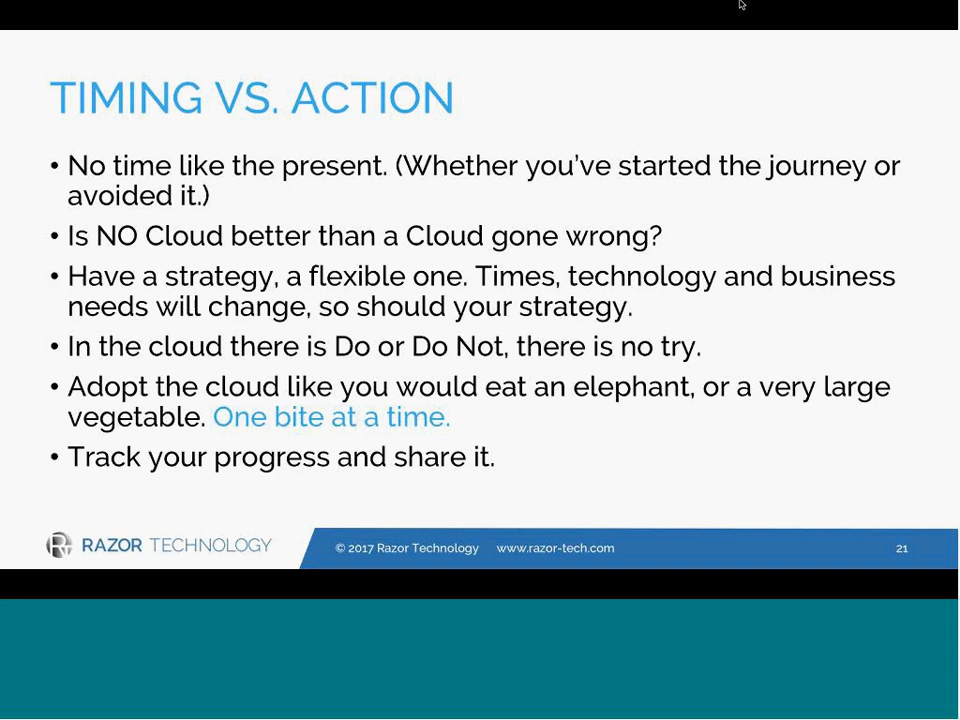 TIMING VS. ACTION
• No time like the present. (Whether you’ve started the journey or
avoided it.)
• Is NO Cloud better than a Cloud gone wrong?
• Have a strategy, a flexible one. Times, technology and business
needs will change, so should your strategy.
• In the cloud there is Do or Do Not, there is no try.
• Adopt the cloud like you would eat an elephant, or a very large
vegetable. One bite at a time.
• Track your progress and share it.
RAZOR TECHNOLOGY © 2017 Razor Technology www.razor-tech.com 21